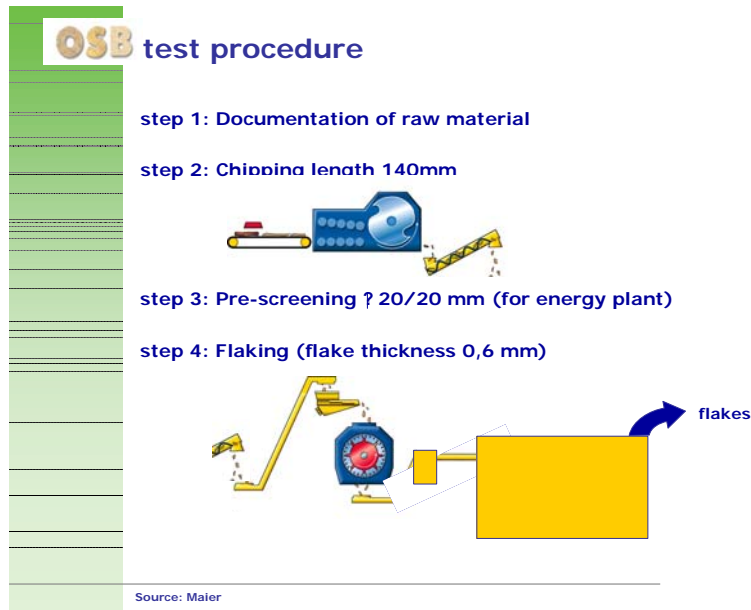 OSB test procedure
step 1: Documentation of raw material
step 2: Chipping length 140mm
step 3: Pre-screening ? 20/20 mm (for energy plant)
step 4: Flaking (flake thickness 0,6 mm)
flakes
Source: Maier